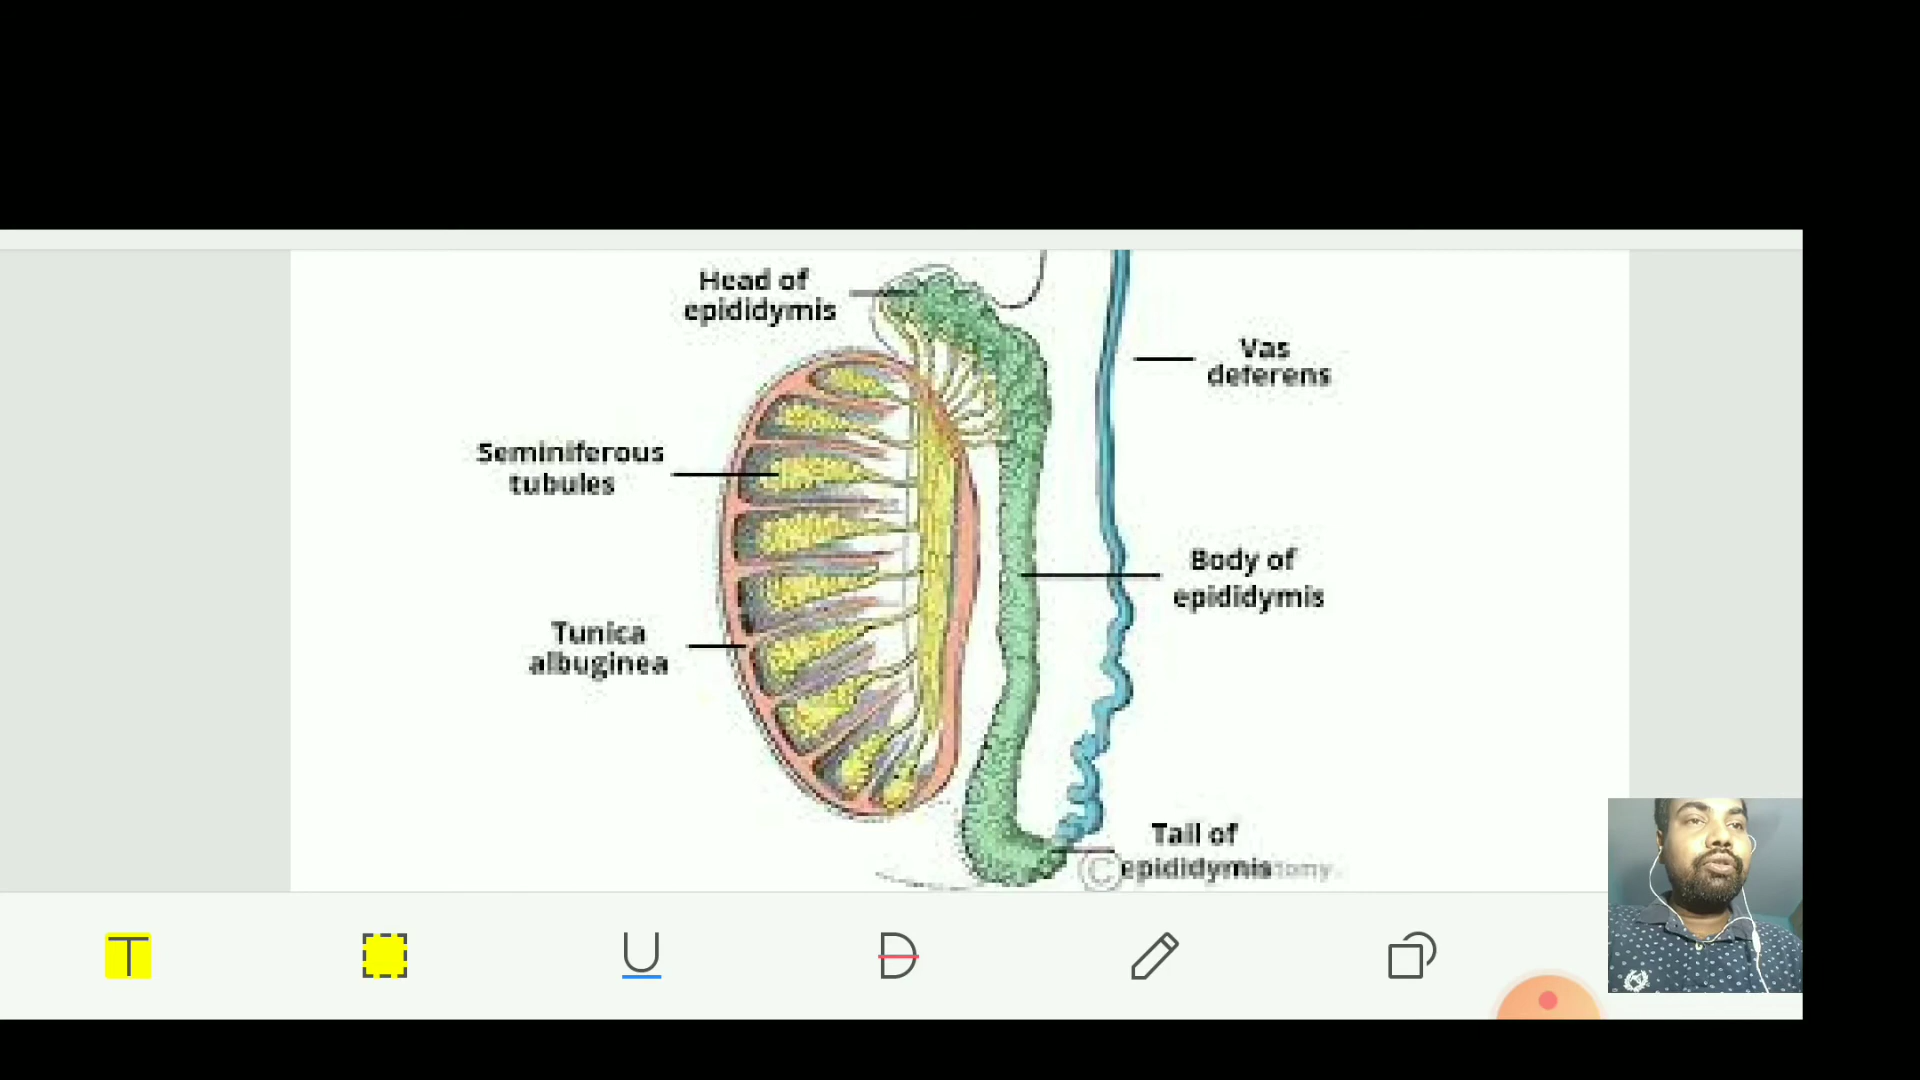 Head of
epididymis
Vas
deferens
Seminiferous
tubules
Body of
epididymis
Tunica
albuginea
Tail of
©epididymis